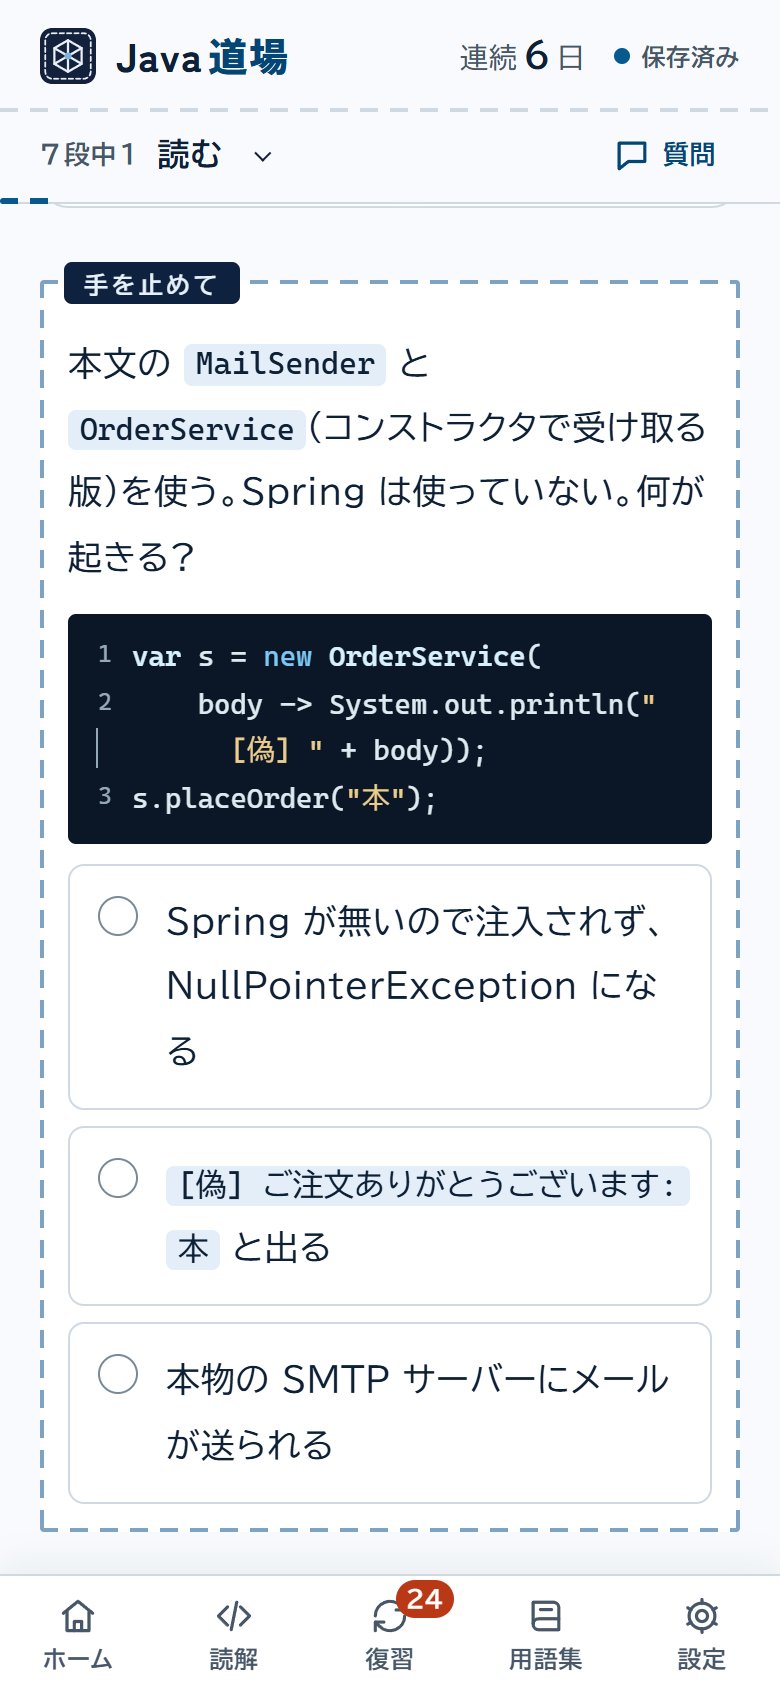 Java道場
連続 6 日
保存済み
7段中1 読む
質問
手を止めて
本文の MailSender と
OrderService(コンストラクタで受け取る
版)を使う。Spring は使っていない。何が
起きる?
1 var s = new OrderService(
2 body -> System.out.println("
[偽] " + body));
3 s.placeOrder("本");
Spring が無いので注入されず、
NullPointerException にな
る
[偽] ご注文ありがとうございます:
本 と出る
本物の SMTP サーバーにメール
が送られる
24
ホーム
読解
復習
用語集
設定